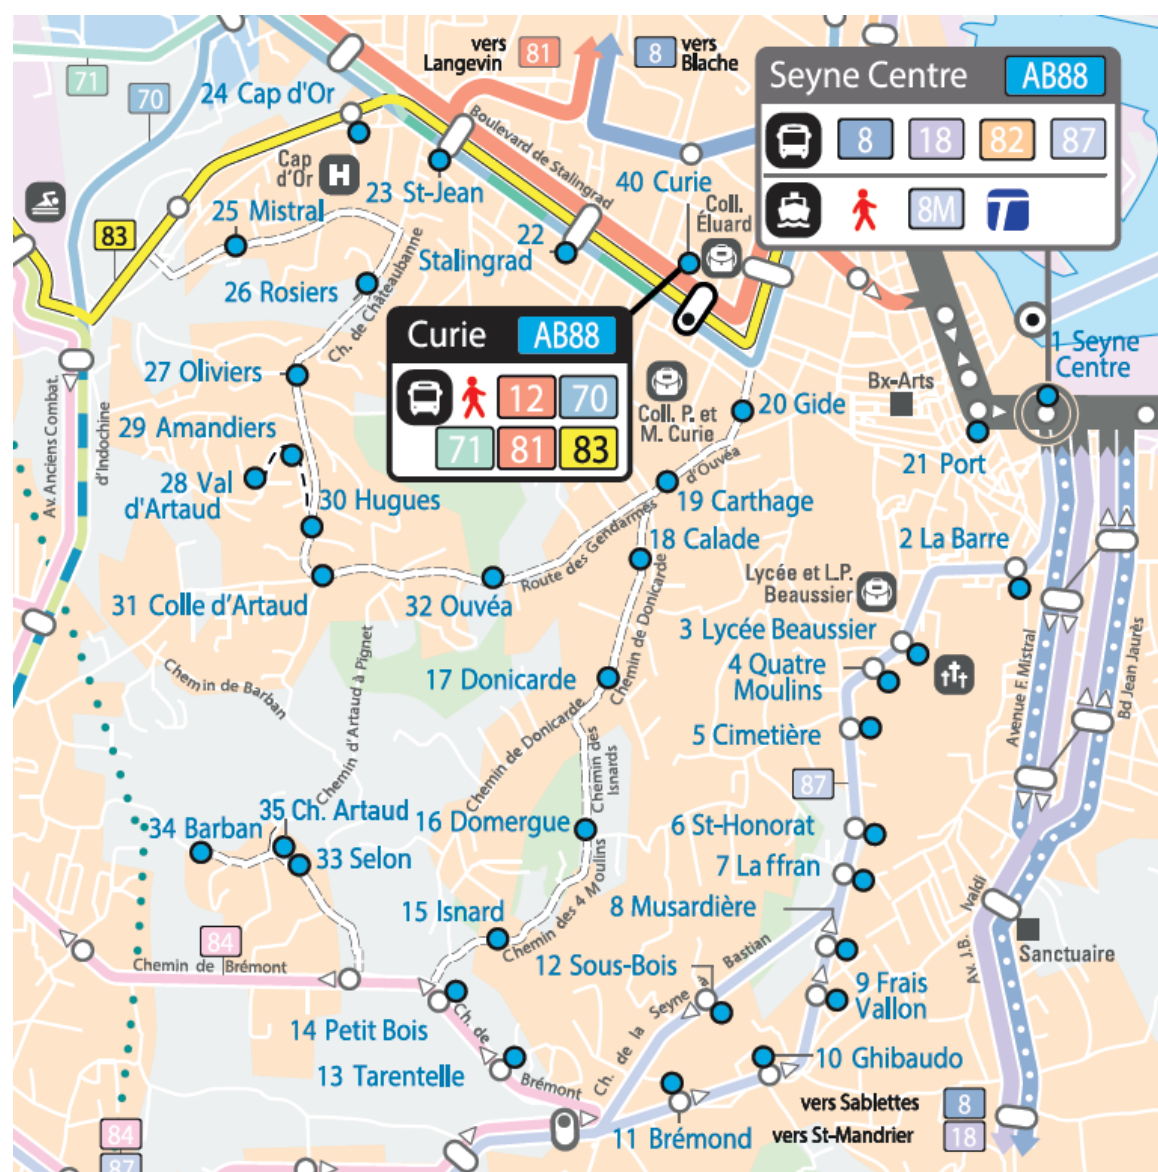 vers
Langevin
81
8
vers
Blache
Seyne Centre AB88
8 18 82 87
8M
71
70
24 Cap d'Or
Cap
d'Or
H
23 St-Jean
Boulevard de Stalingrad
40 Curie
Coll.
Éluard
25 Mistral
83
22
Stalingrad
26 Rosiers
Ch. de Châteaubanne
Curie AB88
12 70
71 81 83
1 Seyne
Centre
27 Oliviers
Bx-Arts
Coll. P. et
M. Curie
20 Gide
29 Amandiers
28 Val
d'Artaud
30 Hugues
Av. Anciens Combat.
d'Indochine
d'Ouvéa
21 Port
19 Carthage
18 Calade
Route des Gendarmes
2 La Barre
31 Colle d'Artaud
32 Ouvéa
Lycée et L.P.
Beaussier
3 Lycée Beaussier
4 Quatre
Moulins
Chemin de Donicarde
17 Donicarde
Chemin de Barban
Chemin d'Artaud à Pignet
Chemin de Donicarde
Chemin des
Isnards
5 Cimetière
Avenue F. Mistral
Bd Jean Jaurès
87
35 Ch. Artaud
34 Barban
33 Selon
16 Domergue
6 St-Honorat
7 Laffran
8 Musardière
15 Isnard
Chemin des 4 Moulins
84
Chemin de Brémont
12 Sous-Bois
Ch. de la Seyne à Bastian
9 Frais
Vallon
Av. J.B. Ivaldi
Sanctuaire
14 Petit Bois
Ch. de Brémont
13 Tarentelle
10 Ghibaudo
11 Brémond
vers Sablettes 8
vers St-Mandrier 18
84
87